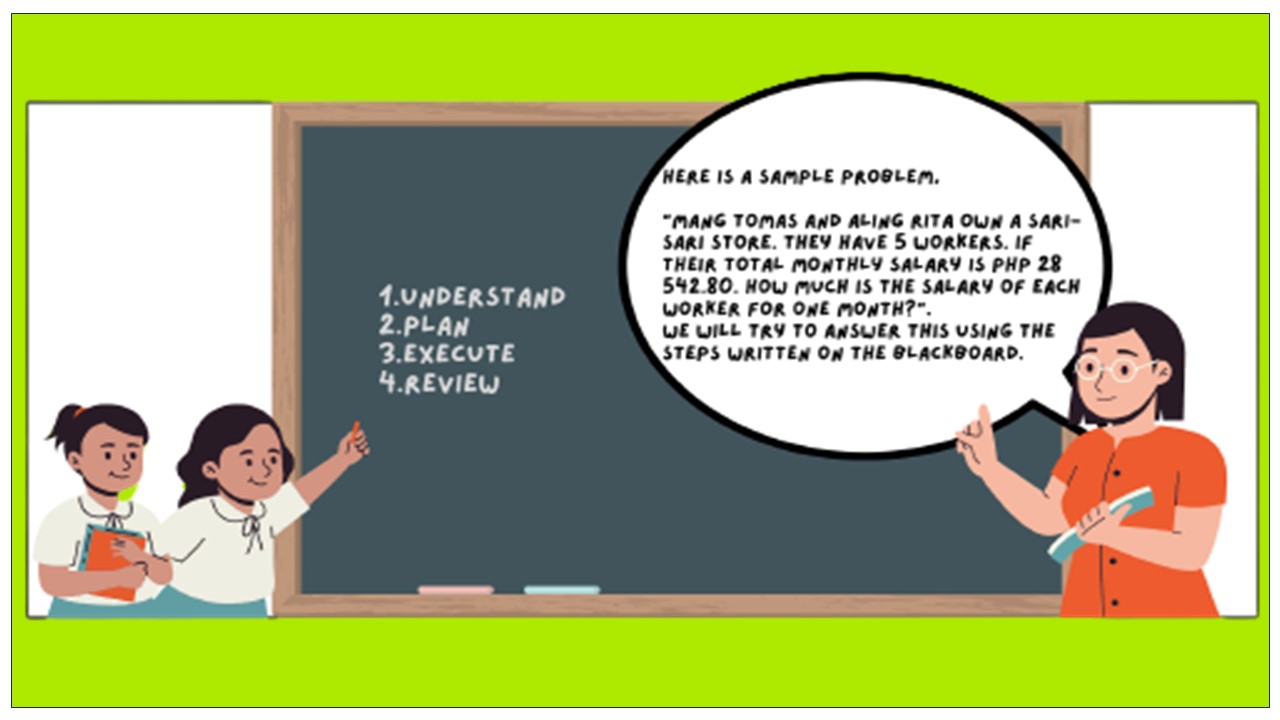 HERE IS A SAMPLE PROBLEM.
"MANG TOMAS AND ALING RITA OWN A SARI-
SARI STORE. THEY HAVE 5 WORKERS. IF
THEIR TOTAL MONTHLY SALARY IS PHP 28
542.80. HOW MUCH IS THE SALARY OF EACH
WORKER FOR ONE MONTH?".
WE WILL TRY TO ANSWER THIS USING THE
STEPS WRITTEN ON THE BLACKBOARD.
1.UNDERSTAND
2.PLAN
3.EXECUTE
4.REVIEW